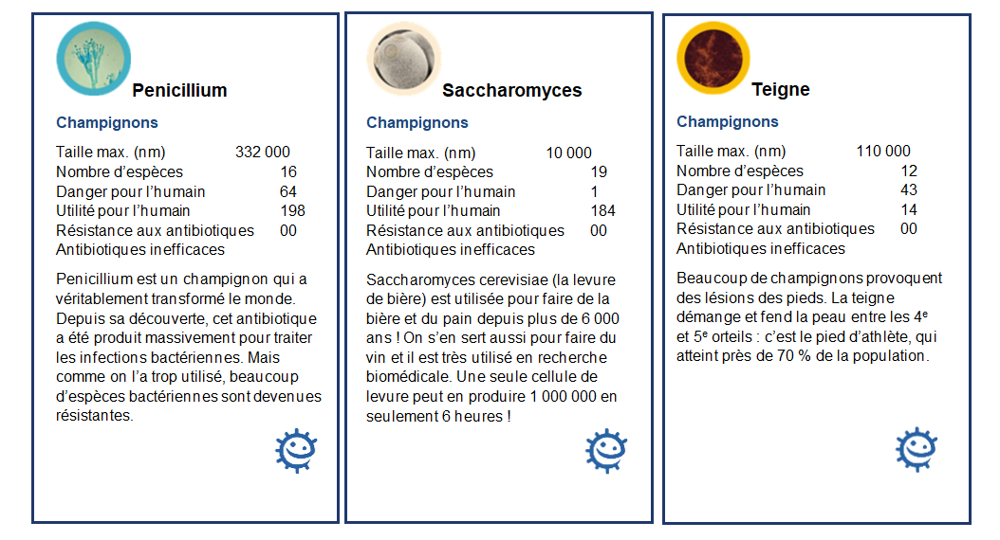 Penicillium
Champignons
Taille max. (nm) 332 000
Nombre d'espèces 16
Danger pour l'humain 64
Utilité pour l'humain 198
Résistance aux antibiotiques 00
Antibiotiques inefficaces
Penicillium est un champignon qui a
véritablement transformé le monde.
Depuis sa découverte, cet antibiotique
a été produit massivement pour traiter
les infections bactériennes. Mais
comme on l'a trop utilisé, beaucoup
d'espèces bactériennes sont devenues
résistantes.
Saccharomyces
Champignons
Taille max. (nm) 10 000
Nombre d'espèces 19
Danger pour l'humain 1
Utilité pour l'humain 184
Résistance aux antibiotiques 00
Antibiotiques inefficaces
Saccharomyces cerevisiae (la levure
de bière) est utilisée pour faire de la
bière et du pain depuis plus de 6 000
ans ! On s'en sert aussi pour faire du
vin et il est très utilisé en recherche
biomédicale. Une seule cellule de
levure peut en produire 1 000 000 en
seulement 6 heures !
Teigne
Champignons
Taille max. (nm) 110 000
Nombre d'espèces 12
Danger pour l'humain 43
Utilité pour l'humain 14
Résistance aux antibiotiques 00
Antibiotiques inefficaces
Beaucoup de champignons provoquent
des lésions des pieds. La teigne
démange et fend la peau entre les 4e
et 5e orteils : c'est le pied d'athlète, qui
atteint près de 70 % de la population.